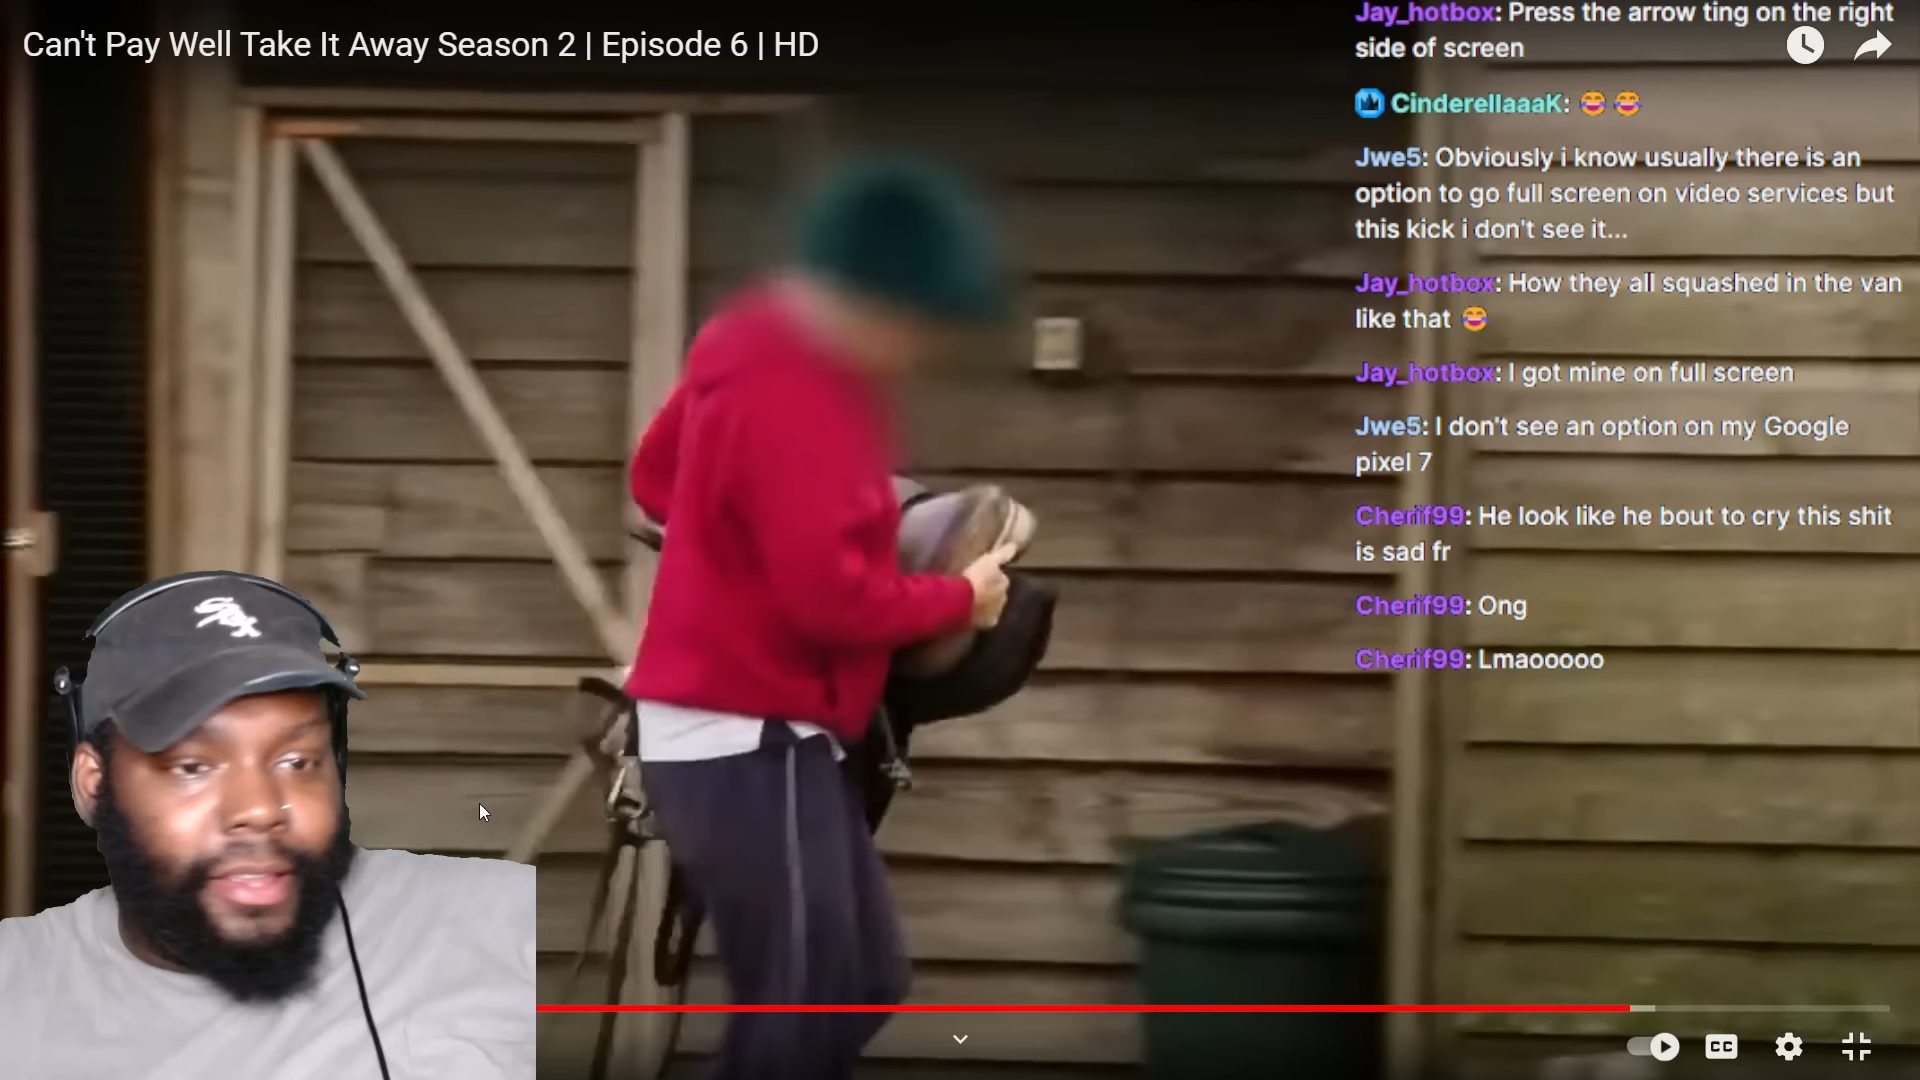 Can't Pay Well Take It Away Season 2 | Episode 6 | HD
Jay_hotbox: Press the arrow ting on the right
side of screen
CinderellaaaK: 😂 😂
Jwe5: Obviously i know usually there is an
option to go full screen on video services but
this kick i don't see it...
Jay_hotbox: How they all squashed in the van
like that 😂
Jay_hotbox: I got mine on full screen
Jwe5: I don't see an option on my Google
pixel 7
Cherif99: He look like he bout to cry this shit
is sad fr
Cherif99: Ong
Cherif99: Lmaooooo
CC